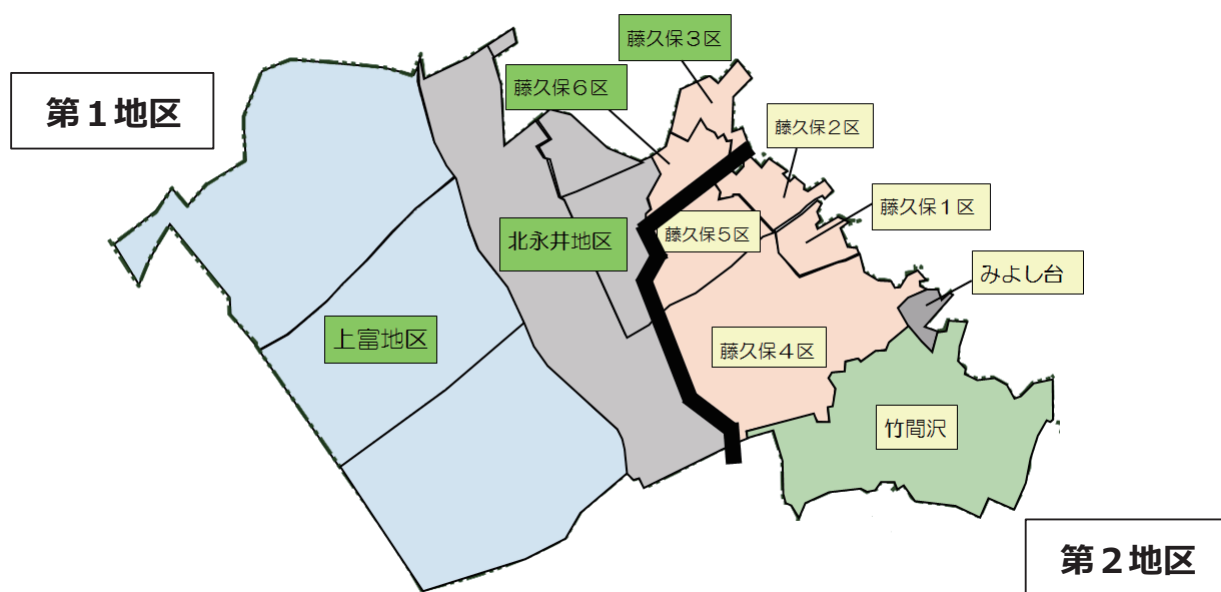 藤久保3区
第1地区
藤久保6区
藤久保2区
藤久保1区
北永井地区
藤久保5区
みよし台
上富地区
藤久保4区
竹間沢
第2地区